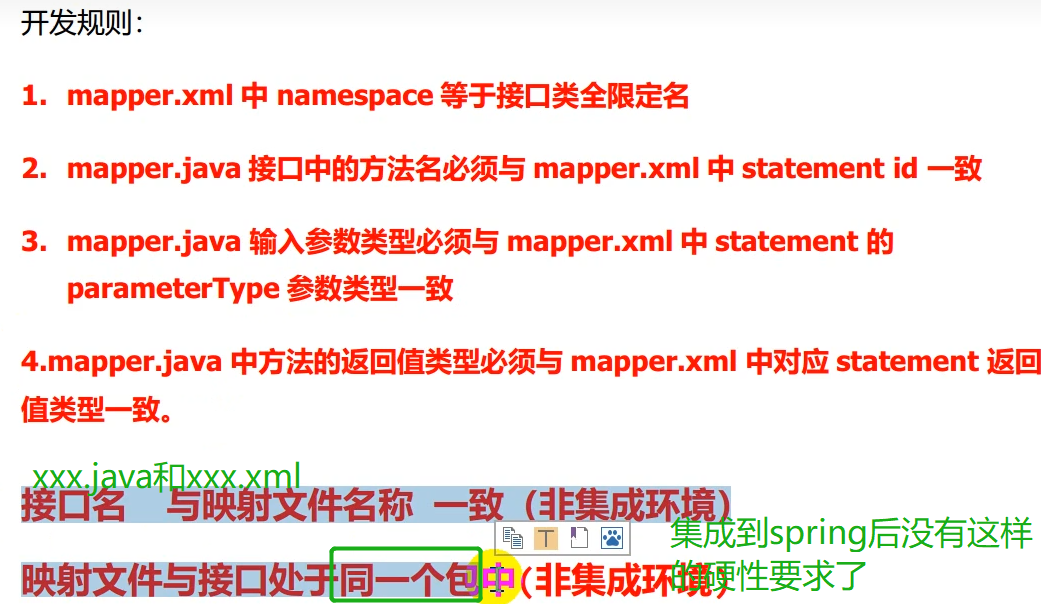 开发规则：
1. mapper.xml 中 namespace 等于接口类全限定名
2. mapper.java 接口中的方法名必须与 mapper.xml 中 statement id 一致
3. mapper.java 输入参数类型必须与 mapper.xml 中 statement 的
parameterType 参数类型一致
4.mapper.java 中方法的返回值类型必须与 mapper.xml 中对应 statement 返回
值类型一致。
xxx.java和xxx.xml
接口名 与映射文件名称 一致（非集成环境）
T
集成到spring后没有这样
的硬性要求了
映射文件与接口处于同一个包中（非集成环境）